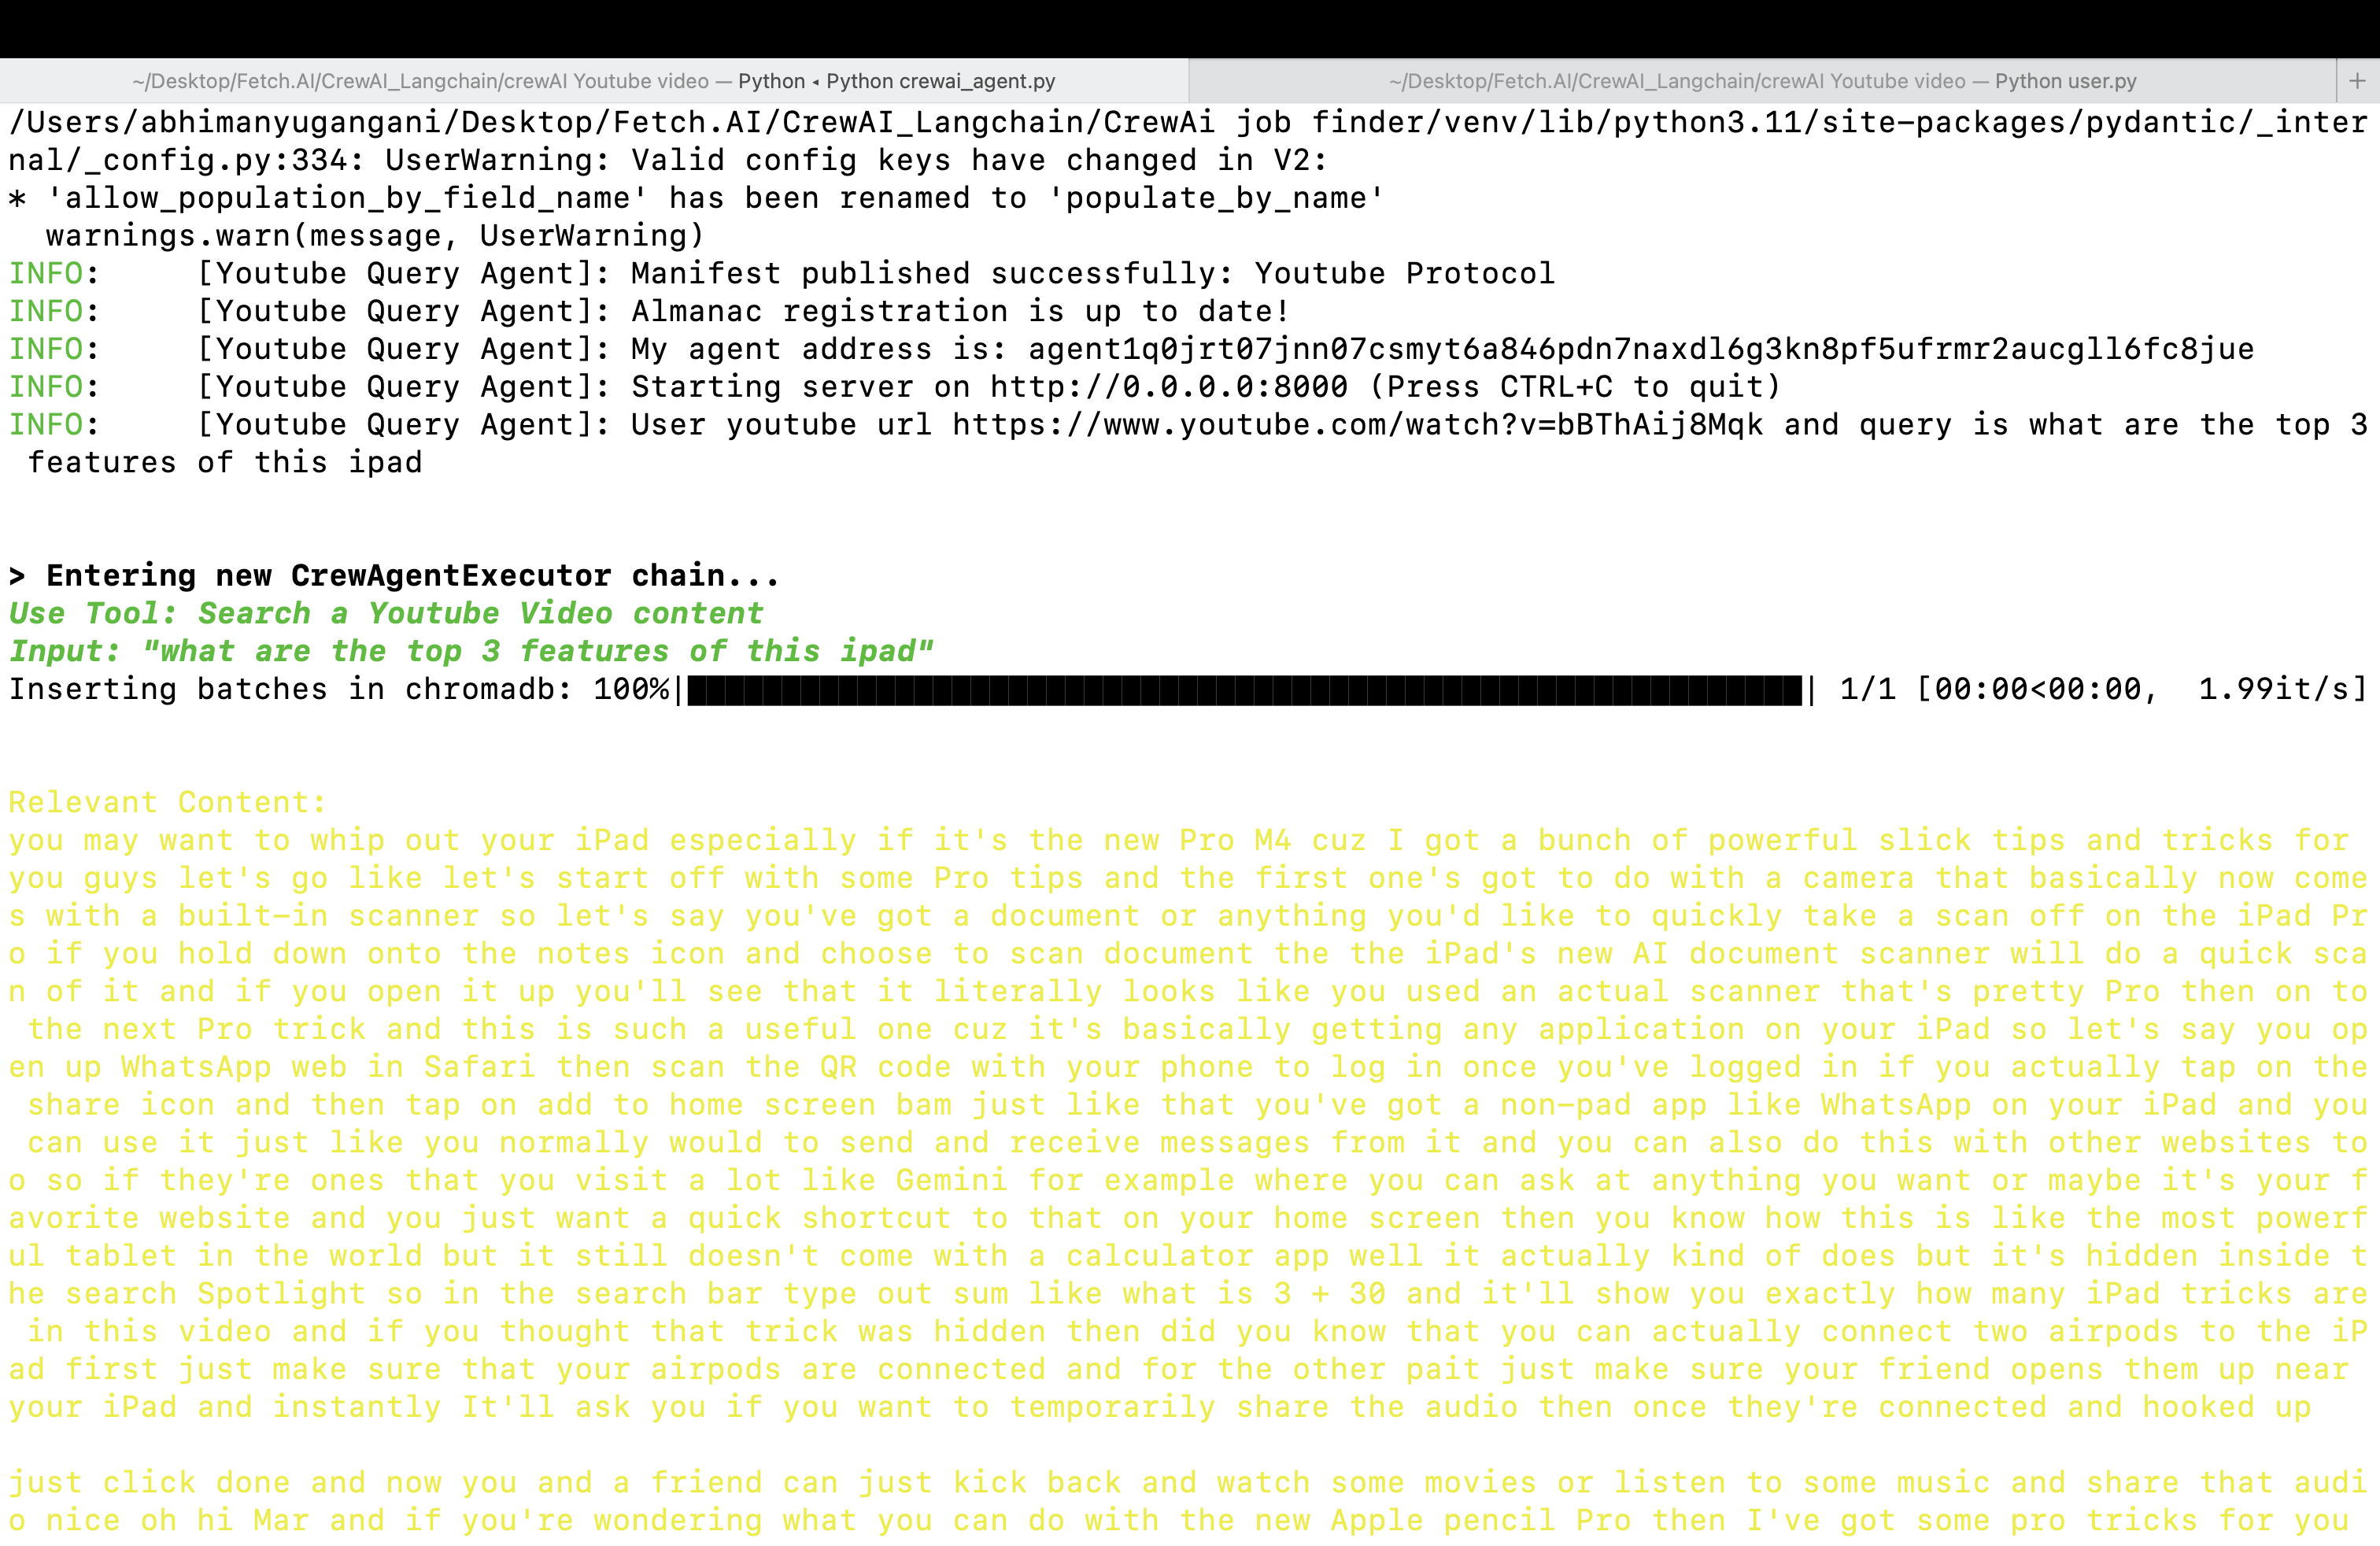 ~/Desktop/Fetch.AI/CrewAI_Langchain/crewAI Youtube video — Python ◂ Python crewai_agent.py
~/Desktop/Fetch.AI/CrewAI_Langchain/crewAI Youtube video — Python user.py
+
/Users/abhimanyugangani/Desktop/Fetch.AI/CrewAI_Langchain/CrewAi job finder/venv/lib/python3.11/site-packages/pydantic/_inter
nal/_config.py:334: UserWarning: Valid config keys have changed in V2:
* 'allow_population_by_field_name' has been renamed to 'populate_by_name'
  warnings.warn(message, UserWarning)
INFO:     [Youtube Query Agent]: Manifest published successfully: Youtube Protocol
INFO:     [Youtube Query Agent]: Almanac registration is up to date!
INFO:     [Youtube Query Agent]: My agent address is: agent1q0jrt07jnn07csmyt6a846pdn7naxdl6g3kn8pf5ufrmr2aucgll6fc8jue
INFO:     [Youtube Query Agent]: Starting server on http://0.0.0.0:8000 (Press CTRL+C to quit)
INFO:     [Youtube Query Agent]: User youtube url https://www.youtube.com/watch?v=bBThAij8Mqk and query is what are the top 3
 features of this ipad
> Entering new CrewAgentExecutor chain...
Use Tool: Search a Youtube Video content
Input: "what are the top 3 features of this ipad"
Inserting batches in chromadb: 100%|███████████████████████████████████████████████████████████| 1/1 [00:00<00:00,  1.99it/s]
Relevant Content:
you may want to whip out your iPad especially if it's the new Pro M4 cuz I got a bunch of powerful slick tips and tricks for
you guys let's go like let's start off with some Pro tips and the first one's got to do with a camera that basically now come
s with a built-in scanner so let's say you've got a document or anything you'd like to quickly take a scan off on the iPad Pr
o if you hold down onto the notes icon and choose to scan document the the iPad's new AI document scanner will do a quick sca
n of it and if you open it up you'll see that it literally looks like you used an actual scanner that's pretty Pro then on to
 the next Pro trick and this is such a useful one cuz it's basically getting any application on your iPad so let's say you op
en up WhatsApp web in Safari then scan the QR code with your phone to log in once you've logged in if you actually tap on the
 share icon and then tap on add to home screen bam just like that you've got a non-pad app like WhatsApp on your iPad and you
 can use it just like you normally would to send and receive messages from it and you can also do this with other websites to
o so if they're ones that you visit a lot like Gemini for example where you can ask at anything you want or maybe it's your f
avorite website and you just want a quick shortcut to that on your home screen then you know how this is like the most powerf
ul tablet in the world but it still doesn't come with a calculator app well it actually kind of does but it's hidden inside t
he search Spotlight so in the search bar type out sum like what is 3 + 30 and it'll show you exactly how many iPad tricks are
 in this video and if you thought that trick was hidden then did you know that you can actually connect two airpods to the iP
ad first just make sure that your airpods are connected and for the other pait just make sure your friend opens them up near
your iPad and instantly It'll ask you if you want to temporarily share the audio then once they're connected and hooked up
just click done and now you and a friend can just kick back and watch some movies or listen to some music and share that audi
o nice oh hi Mar and if you're wondering what you can do with the new Apple pencil Pro then I've got some pro tricks for you